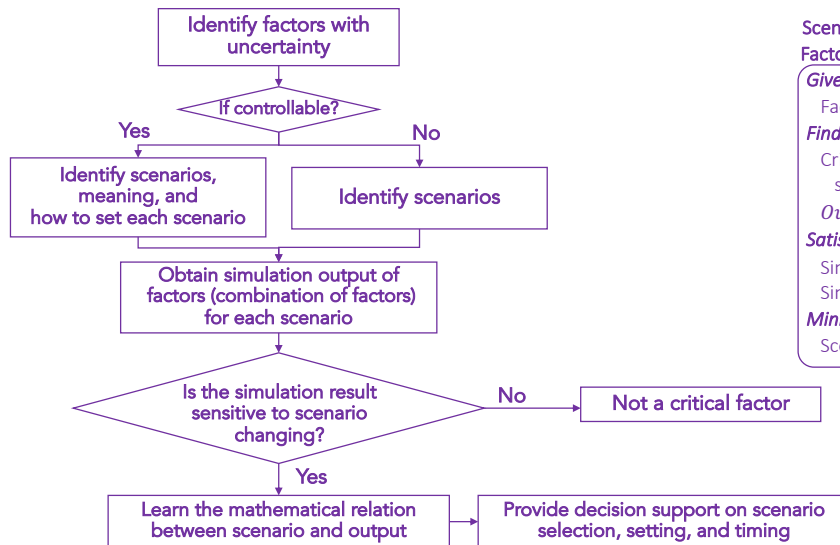 Identify factors with
uncertainty
If controllable?
Yes
No
Identify scenarios,
meaning, and
how to set each scenario
Identify scenarios
Obtain simulation output of
factors (combination of factors)
for each scenario
Is the simulation result
sensitive to scenario
changing?
No
Not a critical factor
Yes
Learn the mathematical relation
between scenario and output
Provide decision support on scenario
selection, setting, and timing